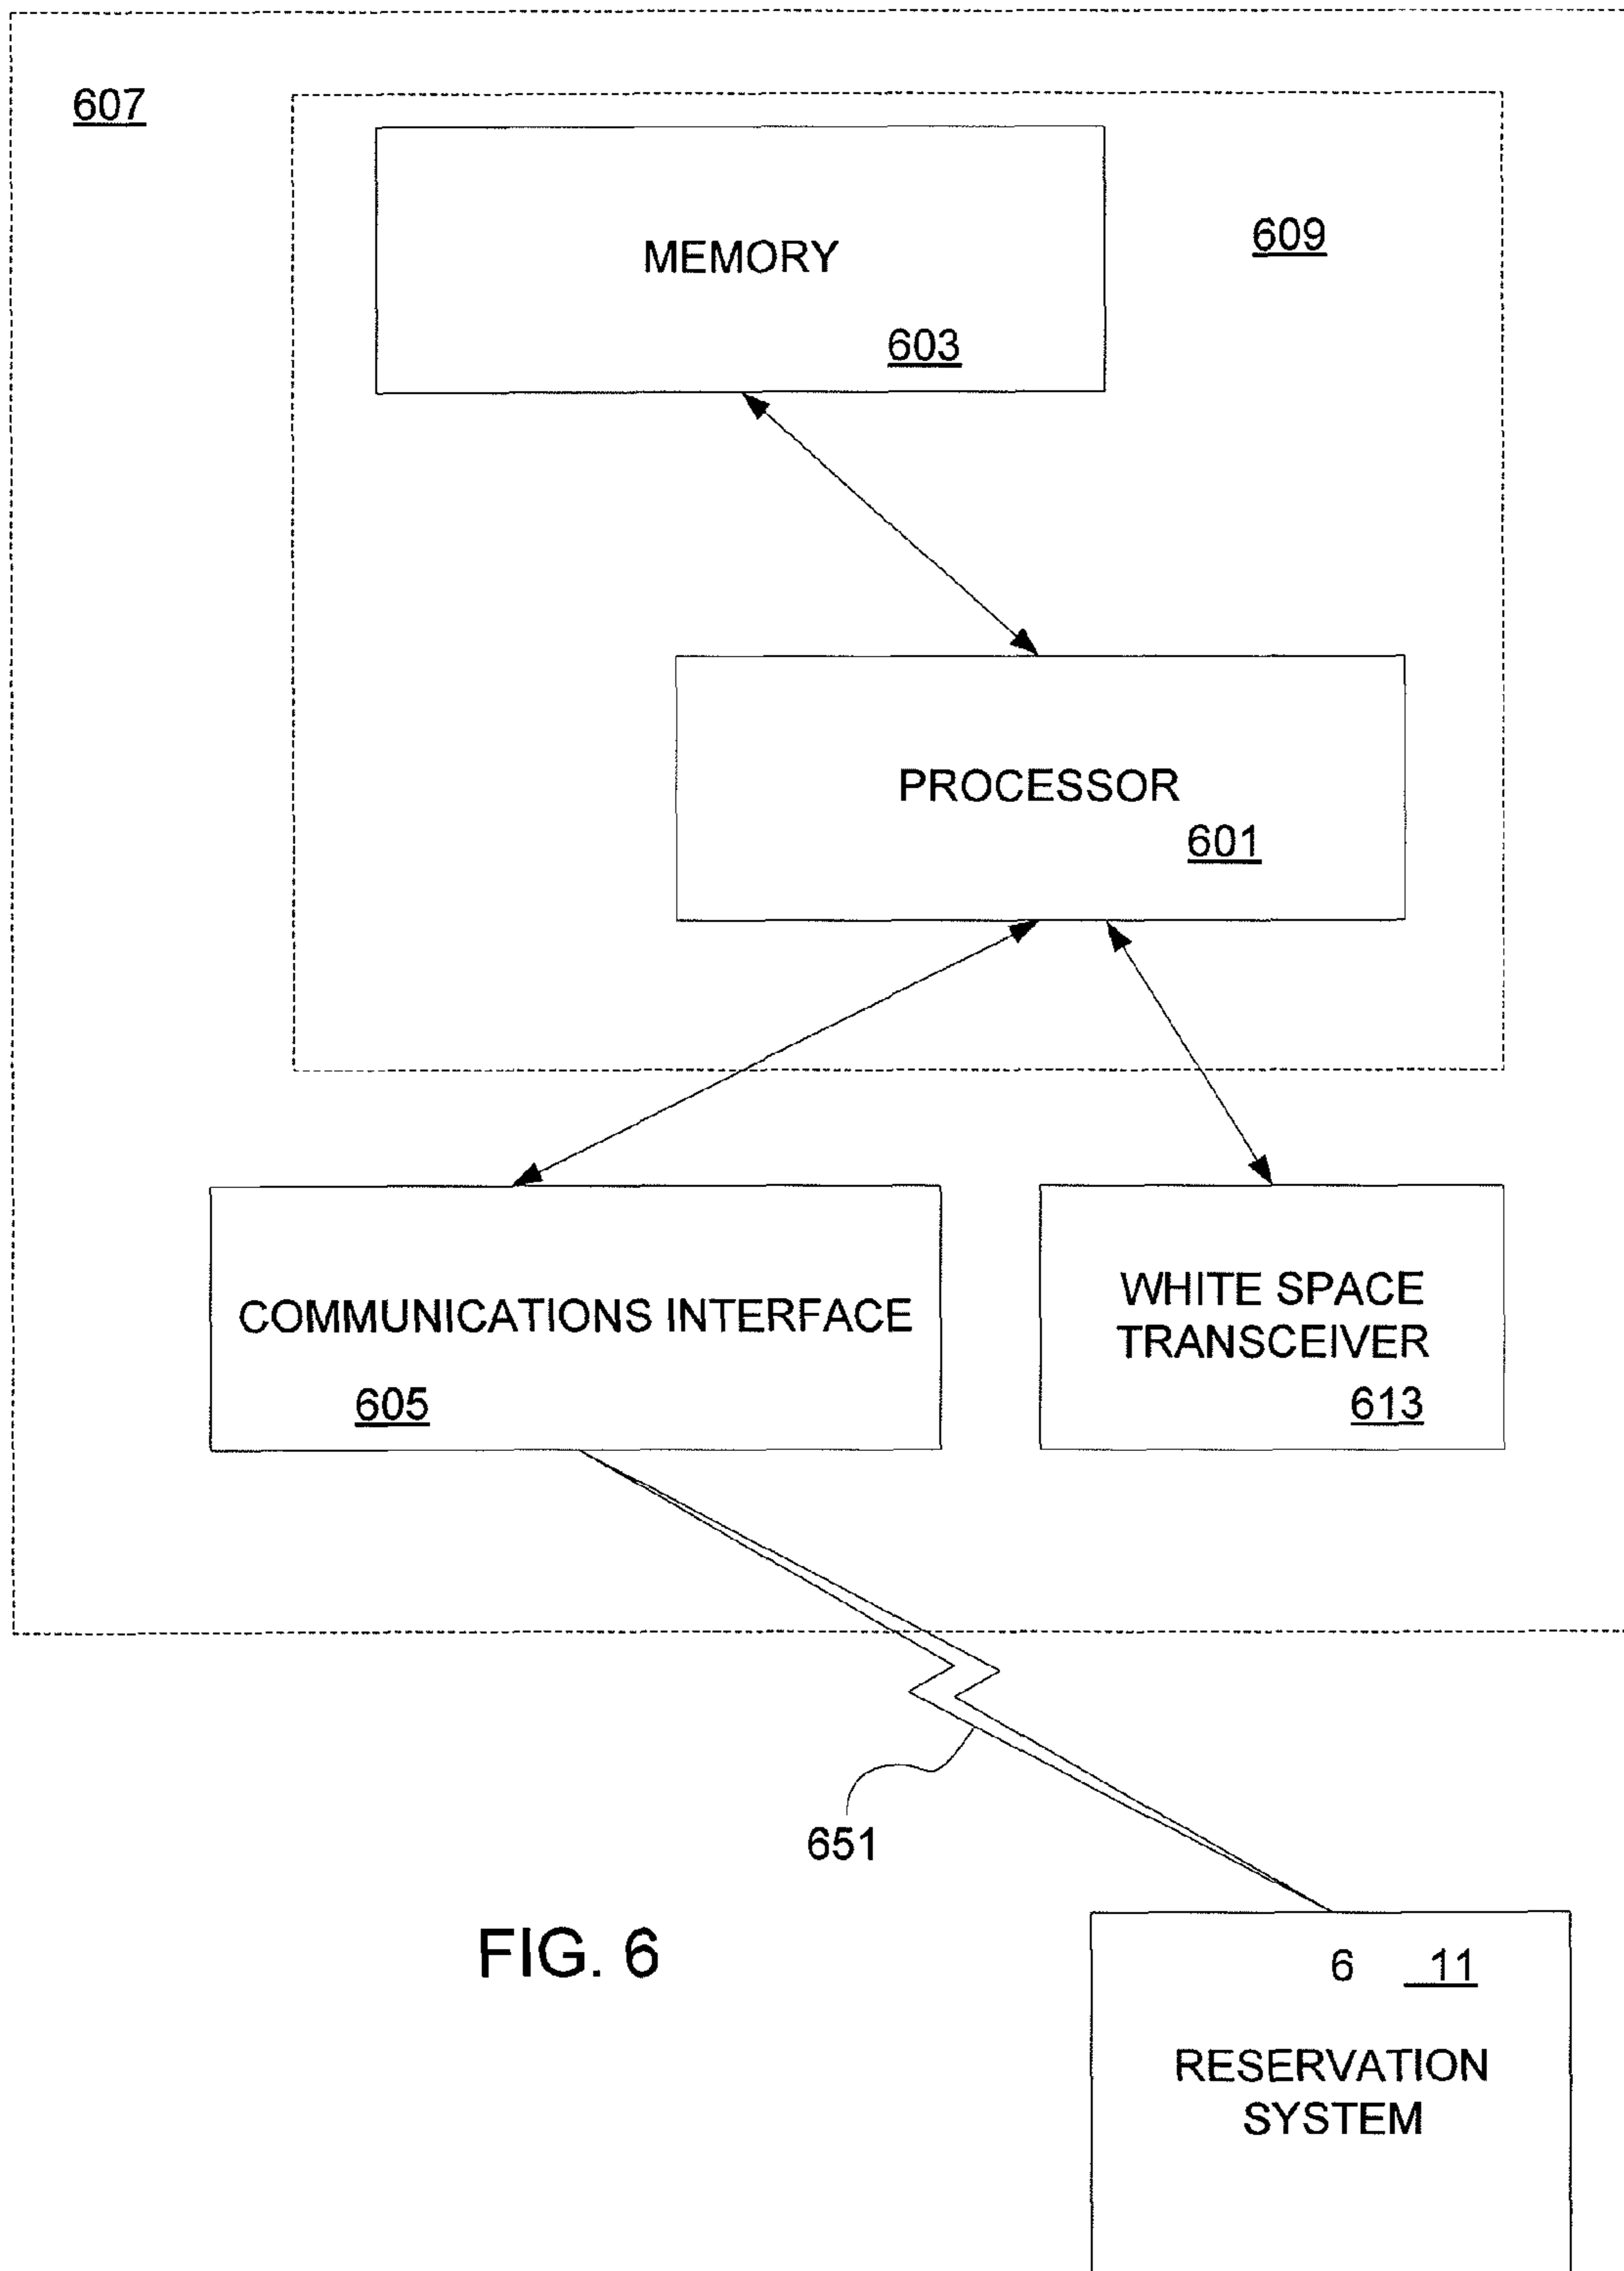 607
MEMORY
609
603
PROCESSOR
601
COMMUNICATIONS INTERFACE
605
WHITE SPACE
TRANSCEIVER
613
651
FIG. 6
6 11
RESERVATION
SYSTEM